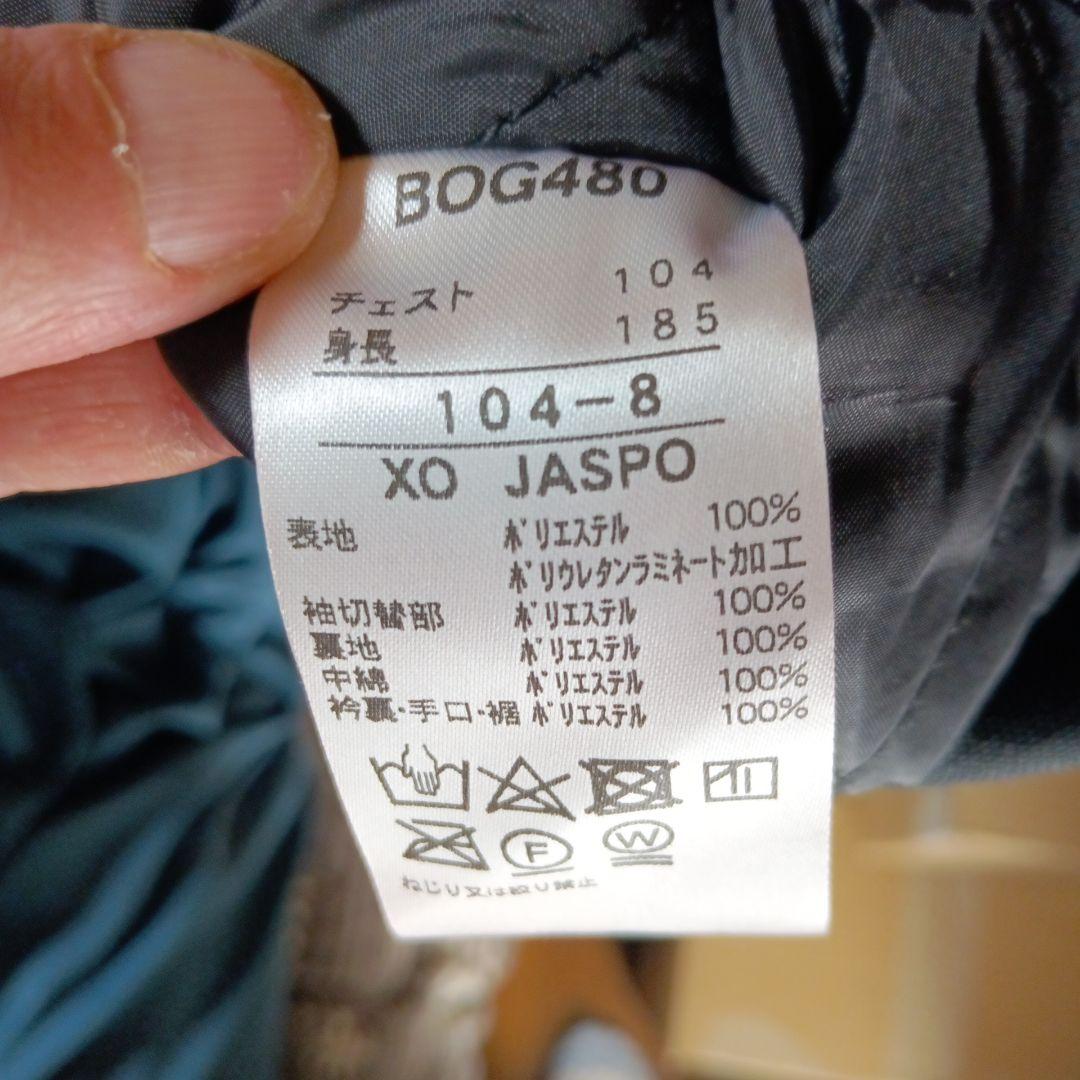 BOG486
チェスト 104
身長 185
104-8
XO JASPO
表地 ポリエステル 100%
ポリウレタンラミネート加工
袖切替部 ポリエステル 100%
裏地 ポリエステル 100%
中綿 ポリエステル 100%
衿裏・手口・裾 ポリエステル 100%
F W
ねじり又は絞り禁止